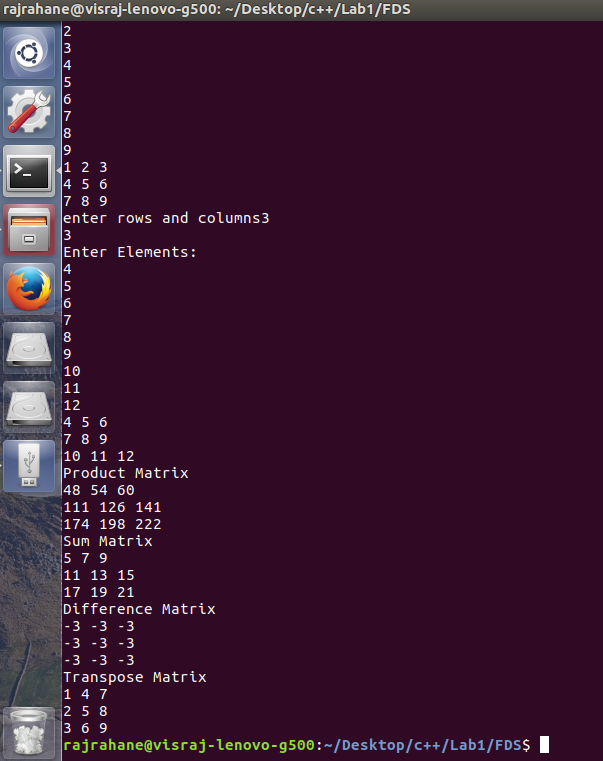 rajrahane@visraj-lenovo-g500: ~/Desktop/c++/Lab1/FDS
2
3
4
5
6
7
8
9
1 2 3
4 5 6
7 8 9
enter rows and columns3
3
Enter Elements:
4
5
6
7
8
9
10
11
12
4 5 6
7 8 9
10 11 12
Product Matrix
48 54 60
111 126 141
174 198 222
Sum Matrix
5 7 9
11 13 15
17 19 21
Difference Matrix
-3 -3 -3
-3 -3 -3
-3 -3 -3
Transpose Matrix
1 4 7
2 5 8
3 6 9
rajrahane@visraj-lenovo-g500:~/Desktop/c++/Lab1/FDS$